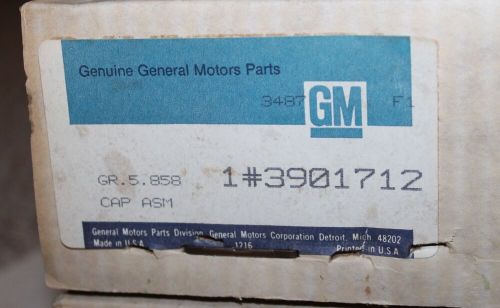 Genuine General Motors Parts
3487 F1
GM
GR.5.858 1#3901712
CAP ASM
General Motors Parts Division, General Motors Corporation Detroit, Mich. 48202
Made in U.S.A. 1216 Printed in U.S.A